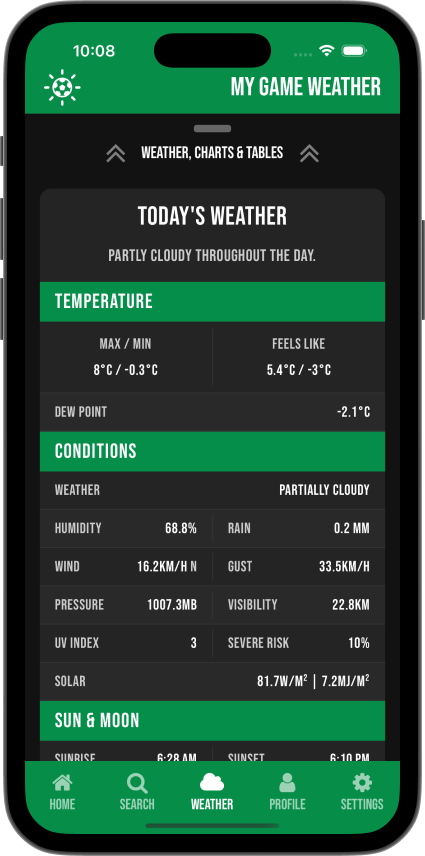 10:08
MY GAME WEATHER
WEATHER, CHARTS & TABLES
TODAY'S WEATHER
PARTLY CLOUDY THROUGHOUT THE DAY.
TEMPERATURE
MAX / MIN FEELS LIKE
8°C / -0.3°C 5.4°C / -3°C
DEW POINT -2.1°C
CONDITIONS
WEATHER PARTIALLY CLOUDY
HUMIDITY 68.8% RAIN 0.2 MM
WIND 16.2KM/H N GUST 33.5KM/H
PRESSURE 1007.3MB VISIBILITY 22.8KM
UV INDEX 3 SEVERE RISK 10%
SOLAR 81.7W/M² | 7.2MJ/M²
SUN & MOON
SUNRISE 6:28 AM SUNSET 6:10 PM
HOME SEARCH WEATHER PROFILE SETTINGS